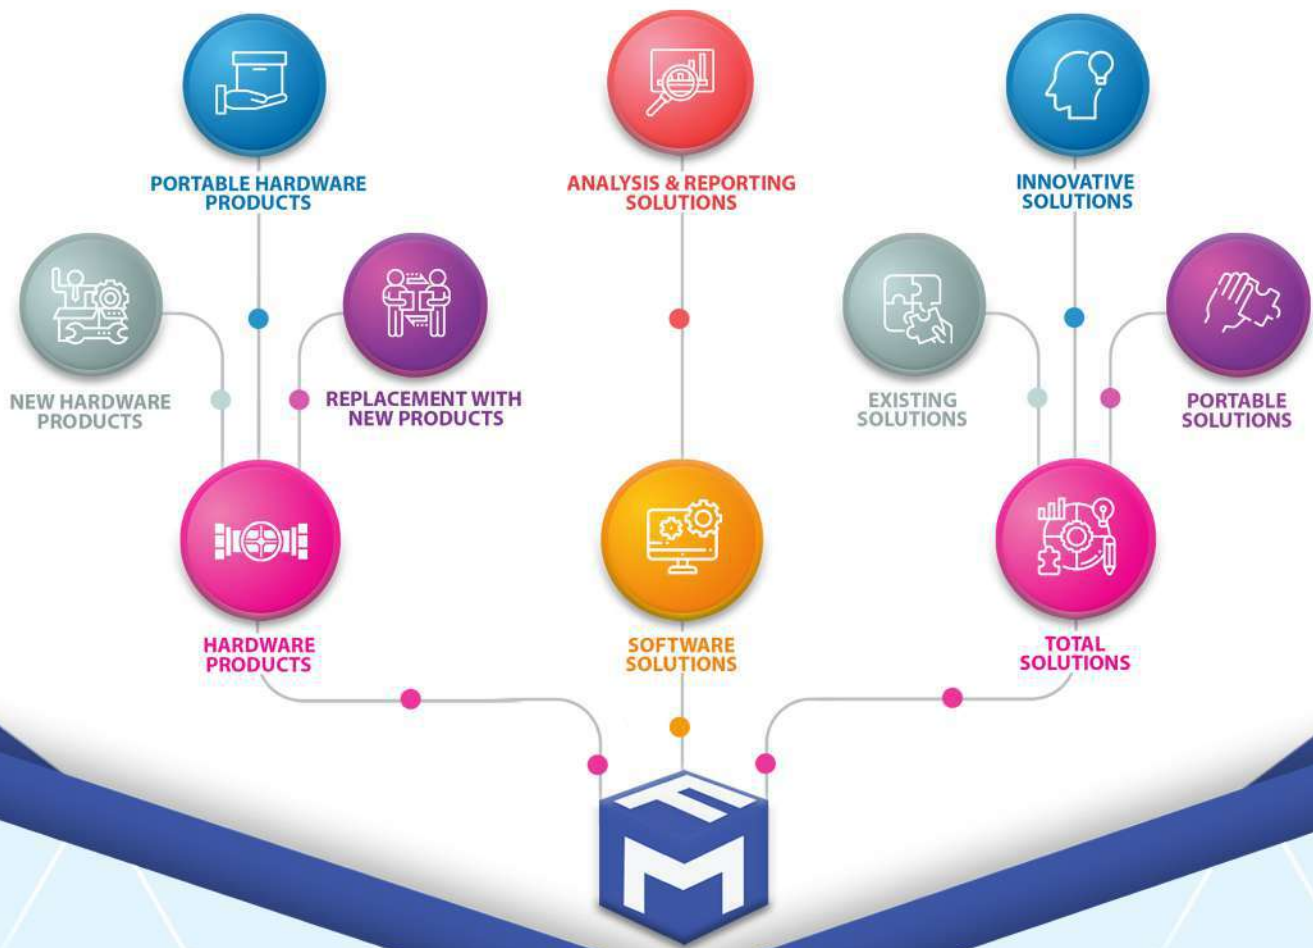 PORTABLE HARDWARE
PRODUCTS
ANALYSIS & REPORTING
SOLUTIONS
INNOVATIVE
SOLUTIONS
NEW HARDWARE
PRODUCTS
REPLACEMENT WITH
NEW PRODUCTS
EXISTING
SOLUTIONS
PORTABLE
SOLUTIONS
HARDWARE
PRODUCTS
SOFTWARE
SOLUTIONS
TOTAL
SOLUTIONS
F
M